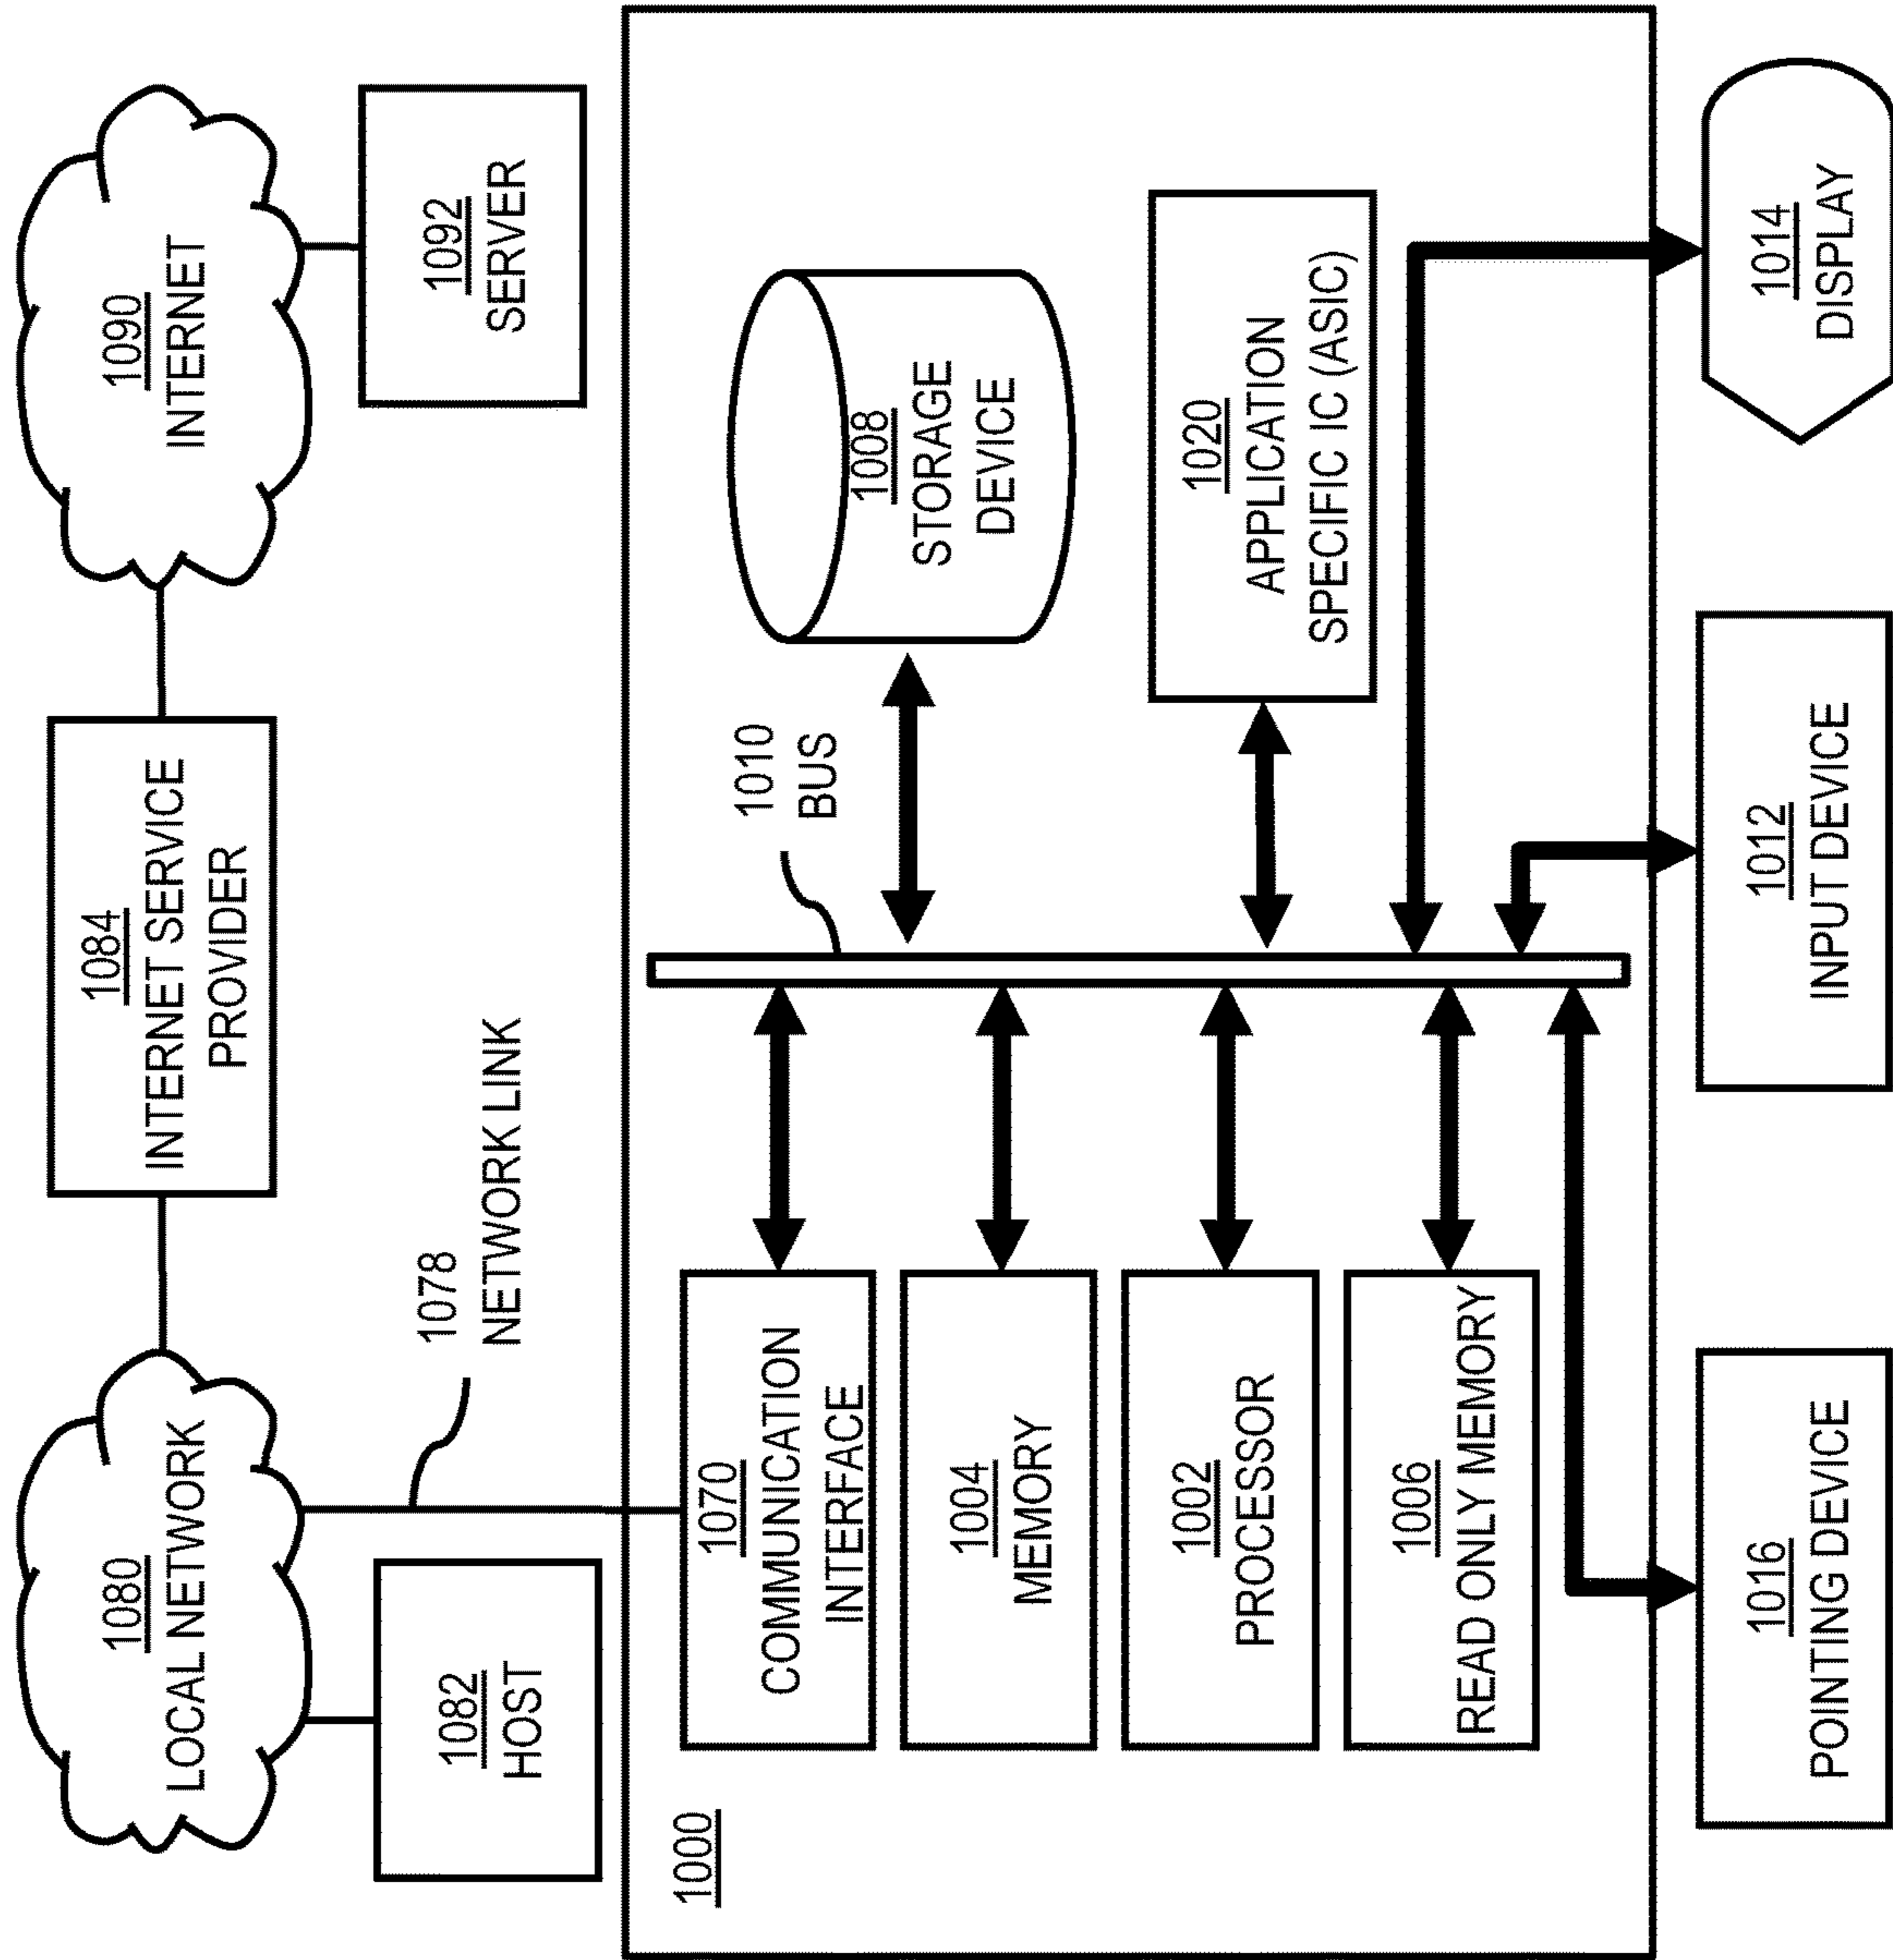 1080
LOCAL NETWORK
1084
INTERNET SERVICE
PROVIDER
1090
INTERNET
1082
HOST
1078
NETWORK LINK
1092
SERVER
1000
1070
COMMUNICATION
INTERFACE
1010
BUS
1008
STORAGE
DEVICE
1004
MEMORY
1002
PROCESSOR
1020
APPLICATION
SPECIFIC IC (ASIC)
1006
READ ONLY MEMORY
1016
POINTING DEVICE
1012
INPUT DEVICE
1014
DISPLAY